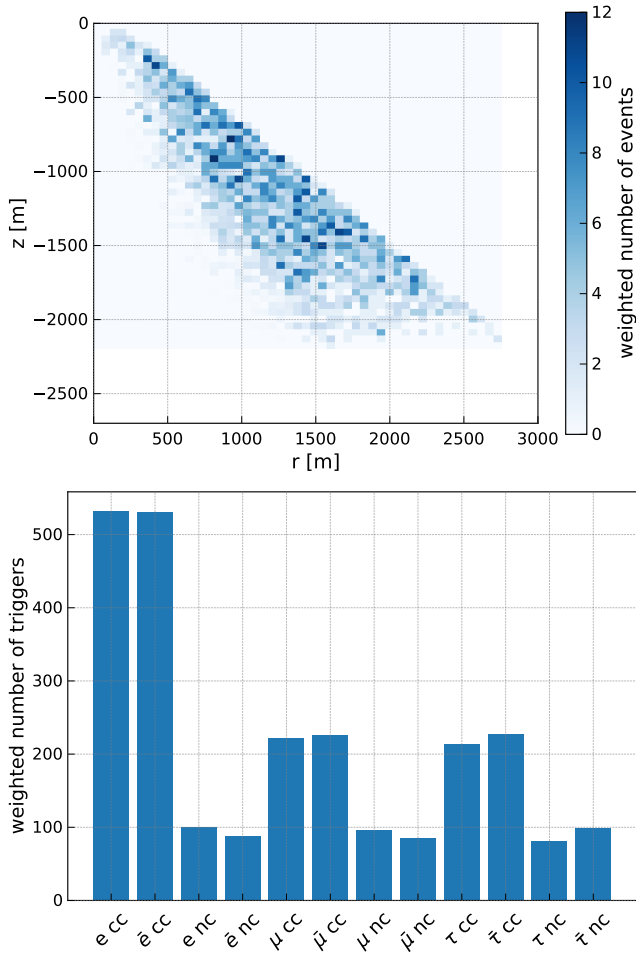 0
−500
−1000
−1500
−2000
−2500
z [m]
0 500 1000 1500 2000 2500 3000
r [m]
12
10
8
6
4
2
0
weighted number of events
500
400
300
200
100
0
weighted number of triggers
e cc
ē cc
e nc
ē nc
μ cc
μ̄ cc
μ nc
μ̄ nc
τ cc
τ̄ cc
τ nc
τ̄ nc